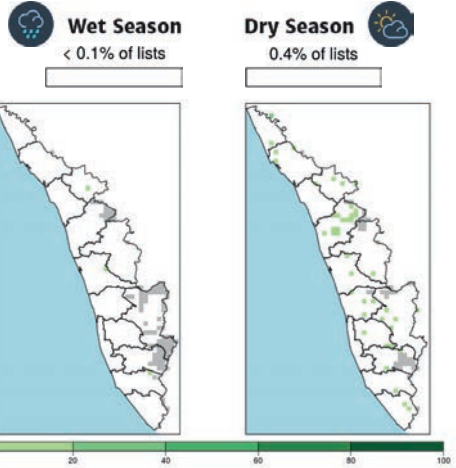 Wet Season
Dry Season
< 0.1% of lists
0.4% of lists
20
40
60
80
100